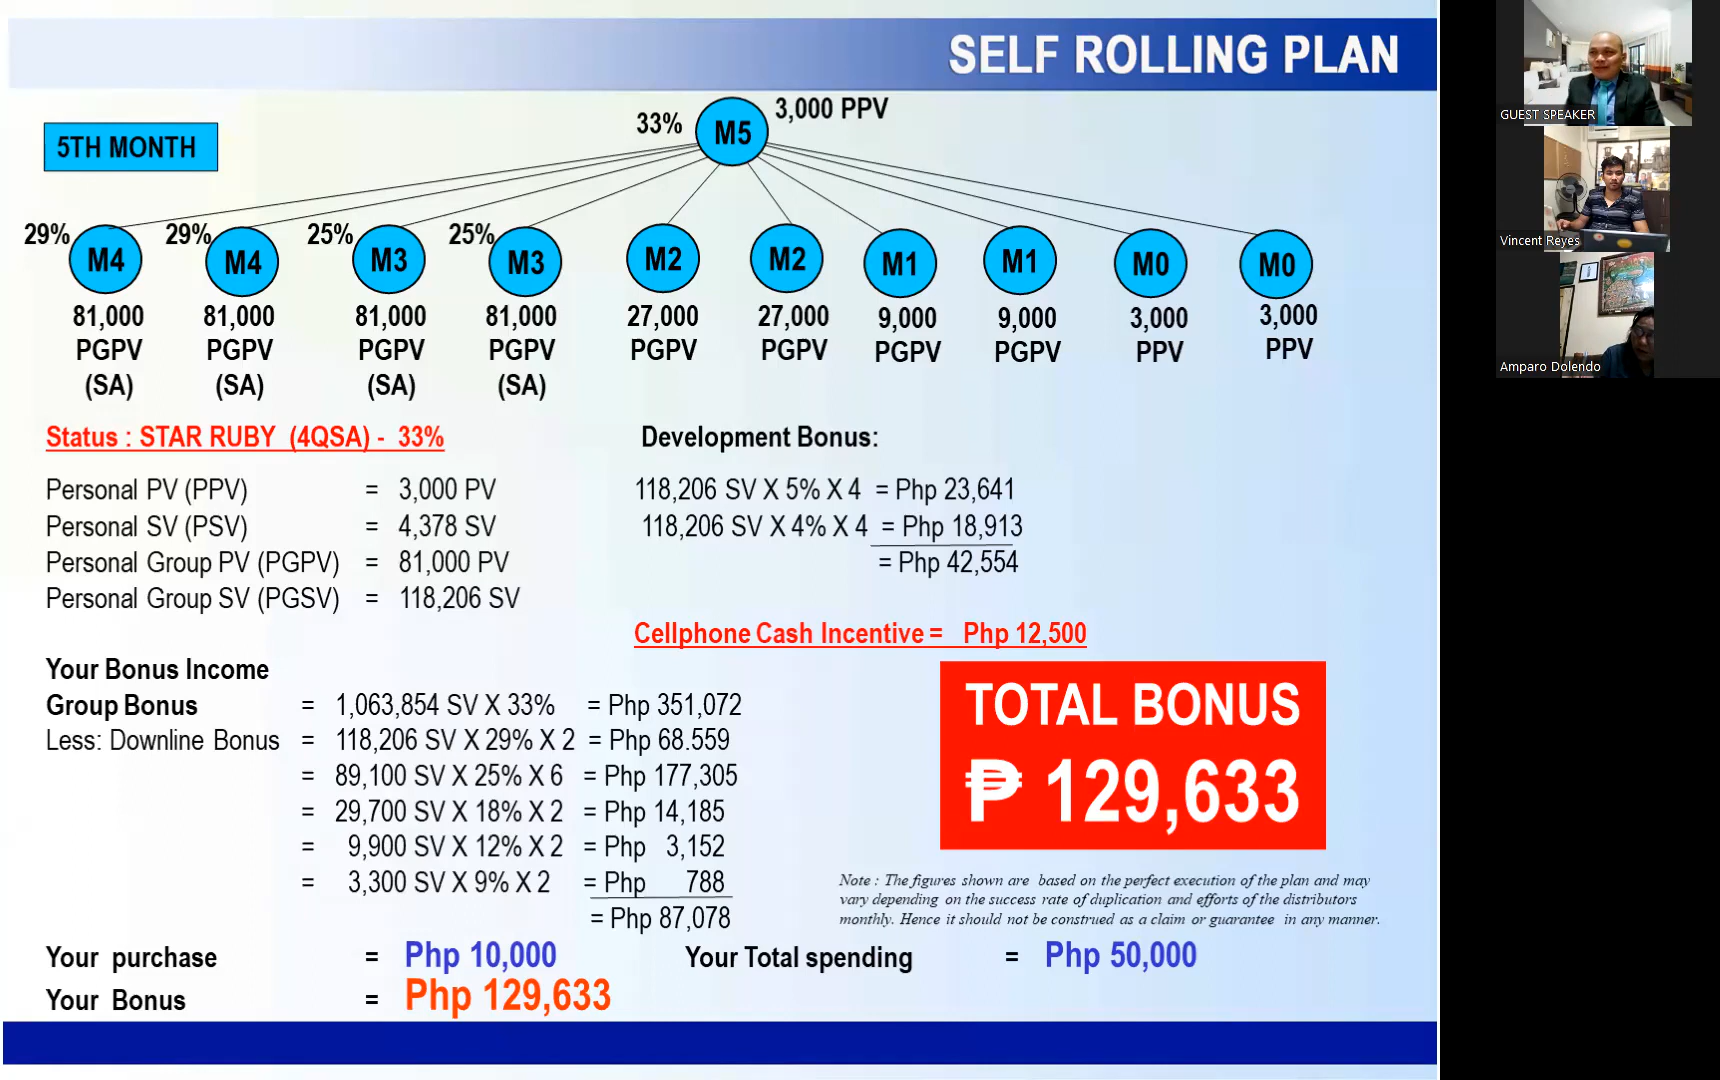 SELF ROLLING PLAN
5TH MONTH
33% M5 3,000 PPV
29% M4 29% M4 25% M3 25% M3 M2 M2 M1 M1 M0 M0
81,000 81,000 81,000 81,000 27,000 27,000 9,000 9,000 3,000 3,000
PGPV PGPV PGPV PGPV PGPV PGPV PGPV PGPV PPV PPV
(SA) (SA) (SA) (SA)
Status : STAR RUBY (4QSA) - 33%
Personal PV (PPV) = 3,000 PV
Personal SV (PSV) = 4,378 SV
Personal Group PV (PGPV) = 81,000 PV
Personal Group SV (PGSV) = 118,206 SV
Development Bonus:
118,206 SV X 5% X 4 = Php 23,641
118,206 SV X 4% X 4 = Php 18,913
= Php 42,554
Cellphone Cash Incentive = Php 12,500
Your Bonus Income
Group Bonus = 1,063,854 SV X 33% = Php 351,072
Less: Downline Bonus = 118,206 SV X 29% X 2 = Php 68.559
= 89,100 SV X 25% X 6 = Php 177,305
= 29,700 SV X 18% X 2 = Php 14,185
= 9,900 SV X 12% X 2 = Php 3,152
= 3,300 SV X 9% X 2 = Php 788
= Php 87,078
TOTAL BONUS
₱ 129,633
Note : The figures shown are based on the perfect execution of the plan and may
vary depending on the success rate of duplication and efforts of the distributors
monthly. Hence it should not be construed as a claim or guarantee in any manner.
Your purchase = Php 10,000 Your Total spending = Php 50,000
Your Bonus = Php 129,633
GUEST SPEAKER
Vincent Reyes
Amparo Dolendo